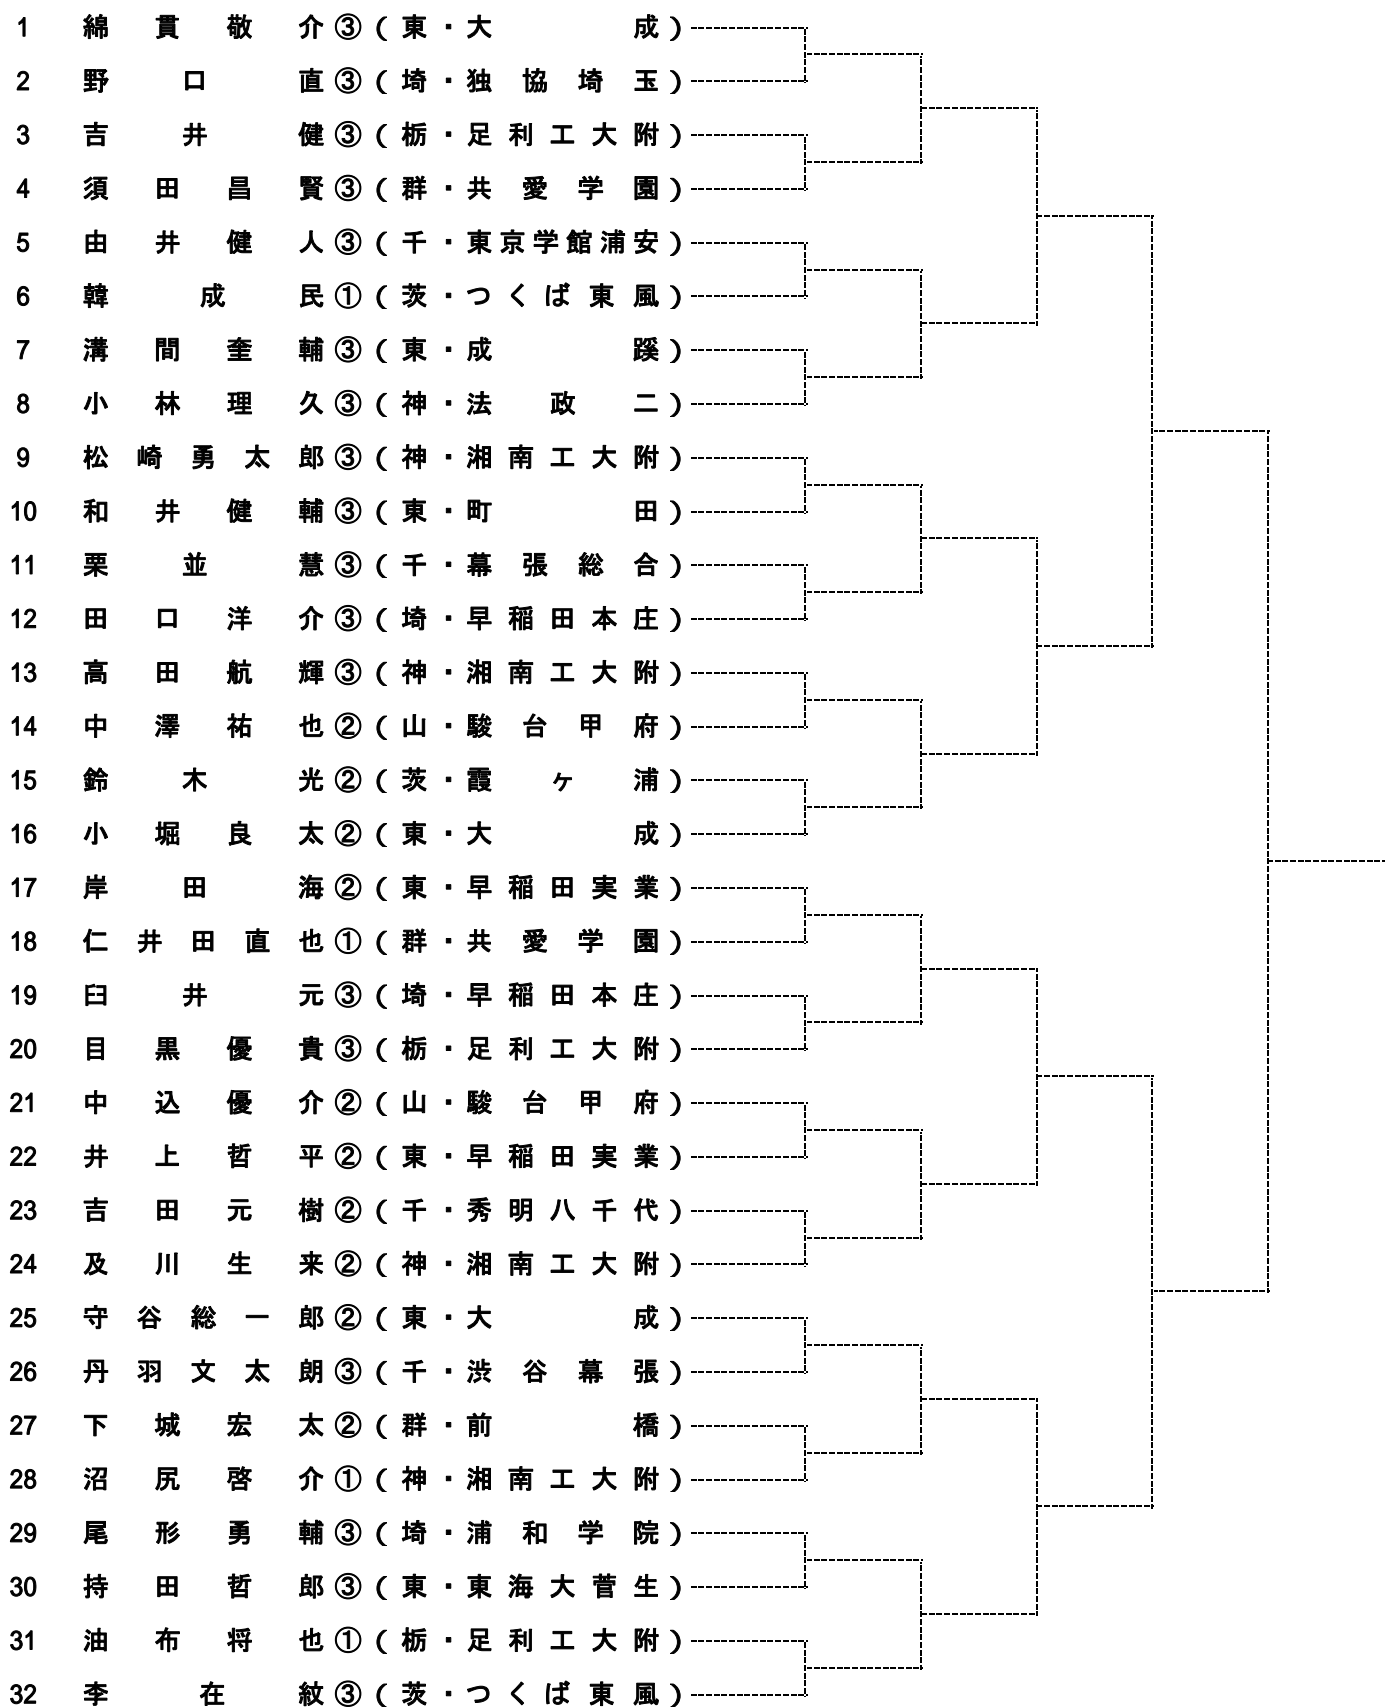 1 綿貫敬介③(東・大成)
2 野口直③(埼・独協埼玉)
3 吉井健③(栃・足利工大附)
4 須田昌賢③(群・共愛学園)
5 由井健人③(千・東京学館浦安)
6 韓成民①(茨・つくば東風)
7 溝間奎輔③(東・成蹊)
8 小林理久③(神・法政二)
9 松崎勇太郎③(神・湘南工大附)
10 和井健輔③(東・町田)
11 栗並慧③(千・幕張総合)
12 田口洋介③(埼・早稲田本庄)
13 高田航輝③(神・湘南工大附)
14 中澤祐也②(山・駿台甲府)
15 鈴木光②(茨・霞ヶ浦)
16 小堀良太②(東・大成)
17 岸田海②(東・早稲田実業)
18 仁井田直也①(群・共愛学園)
19 臼井元③(埼・早稲田本庄)
20 目黒優貴③(栃・足利工大附)
21 中込優介②(山・駿台甲府)
22 井上哲平②(東・早稲田実業)
23 吉田元樹②(千・秀明八千代)
24 及川生来②(神・湘南工大附)
25 守谷総一郎②(東・大成)
26 丹羽文太朗③(千・渋谷幕張)
27 下城宏太②(群・前橋)
28 沼尻啓介①(神・湘南工大附)
29 尾形勇輔③(埼・浦和学院)
30 持田哲郎③(東・東海大菅生)
31 油布将也①(栃・足利工大附)
32 李在紋③(茨・つくば東風)